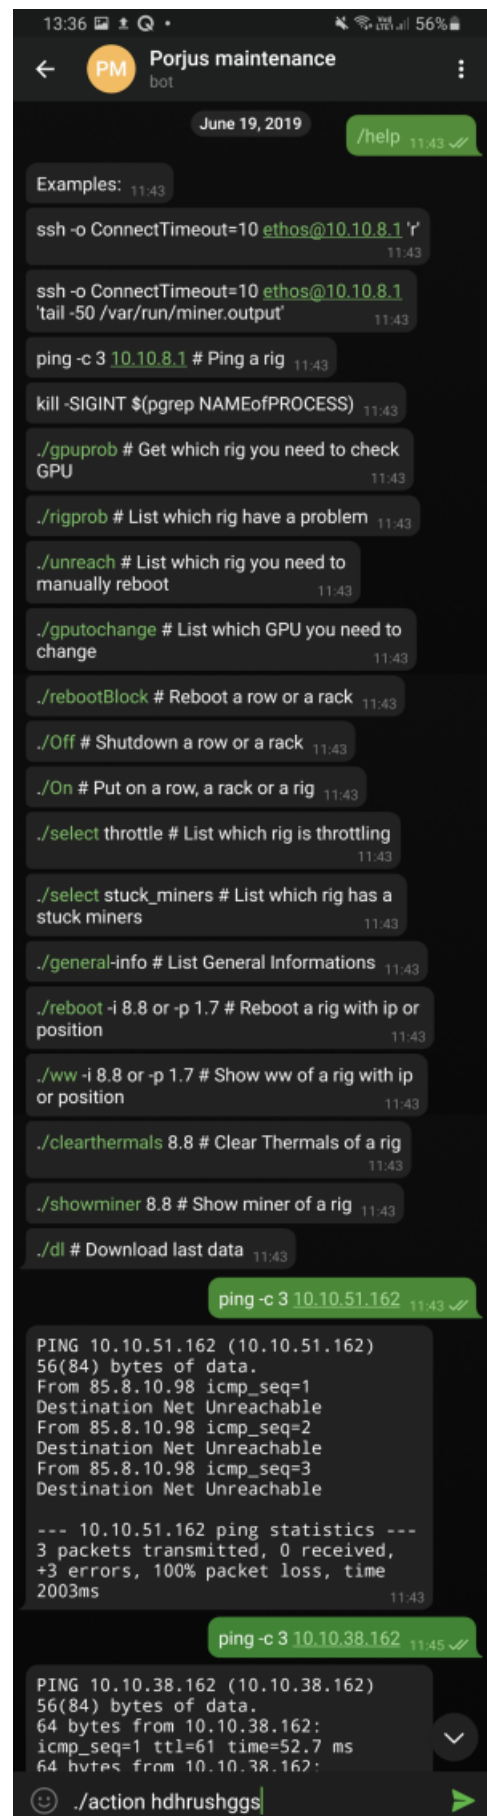 13:36
56%
PM
Porjus maintenance
bot
June 19, 2019
/help 11:43
Examples: 11:43
ssh -o ConnectTimeout=10 ethos@10.10.8.1 'r'
11:43
ssh -o ConnectTimeout=10 ethos@10.10.8.1
'tail -50 /var/run/miner.output' 11:43
ping -c 3 10.10.8.1 # Ping a rig 11:43
kill -SIGINT $(pgrep NAMEofPROCESS) 11:43
./gpuprob # Get which rig you need to check
GPU 11:43
./rigprob # List which rig have a problem 11:43
./unreach # List which rig you need to
manually reboot 11:43
./gputochange # List which GPU you need to
change 11:43
./rebootBlock # Reboot a row or a rack 11:43
./Off # Shutdown a row or a rack 11:43
./On # Put on a row, a rack or a rig 11:43
./select throttle # List which rig is throttling
11:43
./select stuck_miners # List which rig has a
stuck miners 11:43
./general-info # List General Informations 11:43
./reboot -i 8.8 or -p 1.7 # Reboot a rig with ip or
position 11:43
./ww -i 8.8 or -p 1.7 # Show ww of a rig with ip
or position 11:43
./clearthermals 8.8 # Clear Thermals of a rig
11:43
./showminer 8.8 # Show miner of a rig 11:43
./dl # Download last data 11:43
ping -c 3 10.10.51.162 11:43
PING 10.10.51.162 (10.10.51.162)
56(84) bytes of data.
From 85.8.10.98 icmp_seq=1
Destination Net Unreachable
From 85.8.10.98 icmp_seq=2
Destination Net Unreachable
From 85.8.10.98 icmp_seq=3
Destination Net Unreachable
--- 10.10.51.162 ping statistics ---
3 packets transmitted, 0 received,
+3 errors, 100% packet loss, time
2003ms 11:43
ping -c 3 10.10.38.162 11:45
PING 10.10.38.162 (10.10.38.162)
56(84) bytes of data.
64 bytes from 10.10.38.162:
icmp_seq=1 ttl=61 time=52.7 ms
64 bytes from 10.10.38.162:
./action hdhrushggs